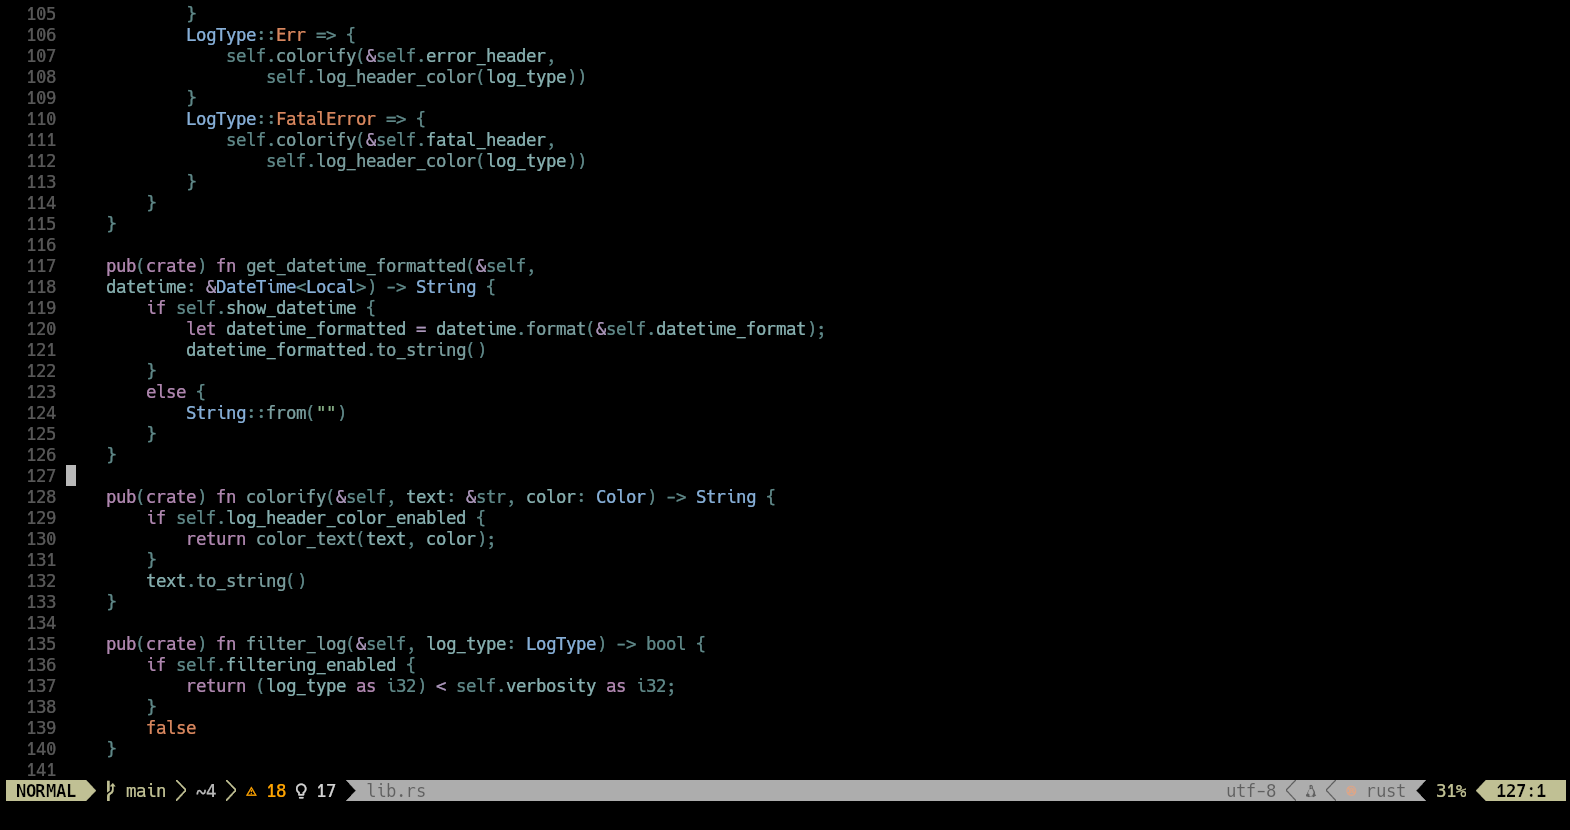 105             }
106             LogType::Err => {
107                 self.colorify(&self.error_header,
108                     self.log_header_color(log_type))
109             }
110             LogType::FatalError => {
111                 self.colorify(&self.fatal_header,
112                     self.log_header_color(log_type))
113             }
114         }
115     }
116
117     pub(crate) fn get_datetime_formatted(&self,
118     datetime: &DateTime<Local>) -> String {
119         if self.show_datetime {
120             let datetime_formatted = datetime.format(&self.datetime_format);
121             datetime_formatted.to_string()
122         }
123         else {
124             String::from("")
125         }
126     }
127
128     pub(crate) fn colorify(&self, text: &str, color: Color) -> String {
129         if self.log_header_color_enabled {
130             return color_text(text, color);
131         }
132         text.to_string()
133     }
134
135     pub(crate) fn filter_log(&self, log_type: LogType) -> bool {
136         if self.filtering_enabled {
137             return (log_type as i32) < self.verbosity as i32;
138         }
139         false
140     }
141
NORMAL main ~4 18 17 lib.rs utf-8 rust 31% 127:1